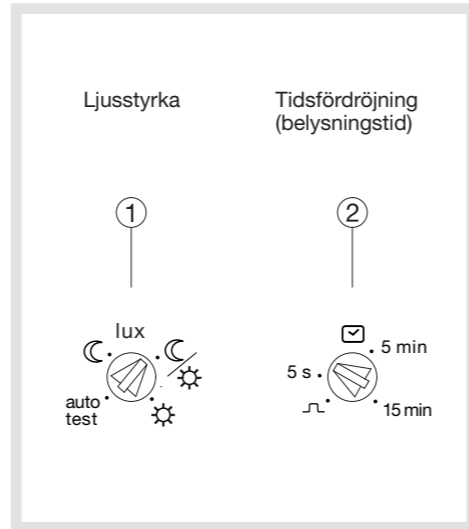 Ljusstyrka
Tidsfördröjning
(belysningstid)
1
2
lux
auto
test
5 min
5 s
15 min